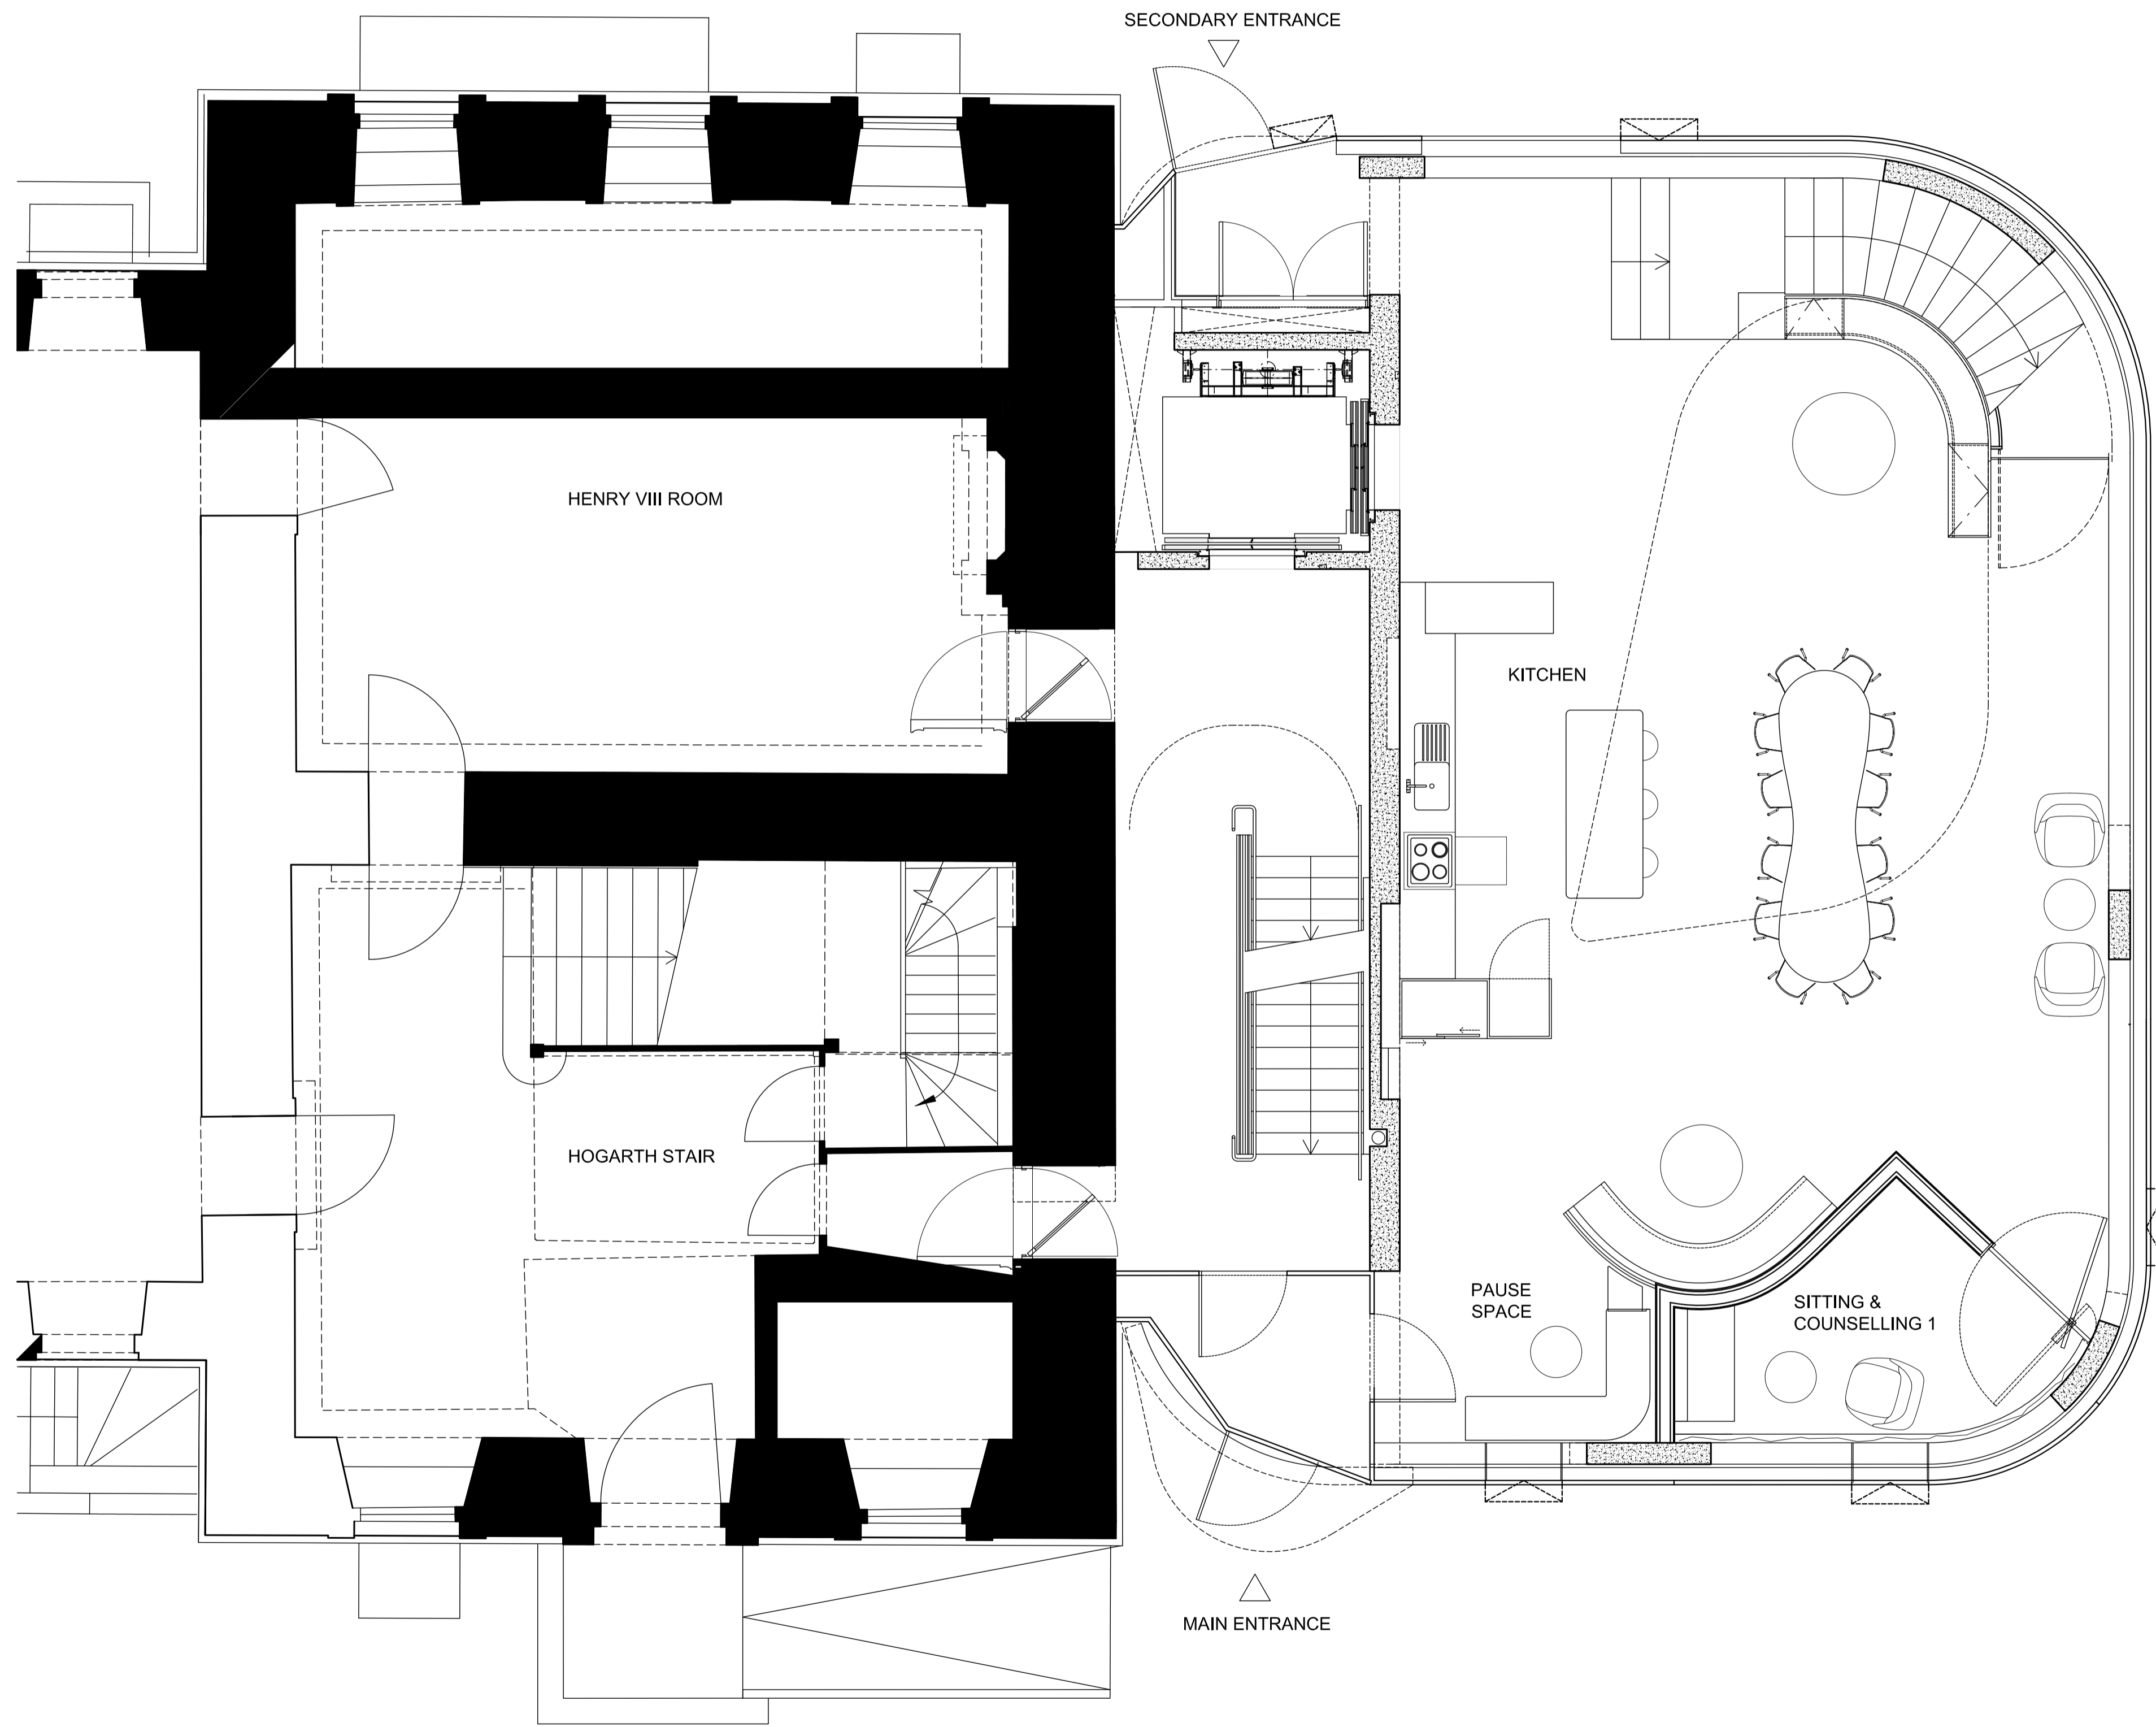 SECONDARY ENTRANCE
HENRY VIII ROOM
KITCHEN
HOGARTH STAIR
PAUSE
SPACE
SITTING &
COUNSELLING 1
MAIN ENTRANCE